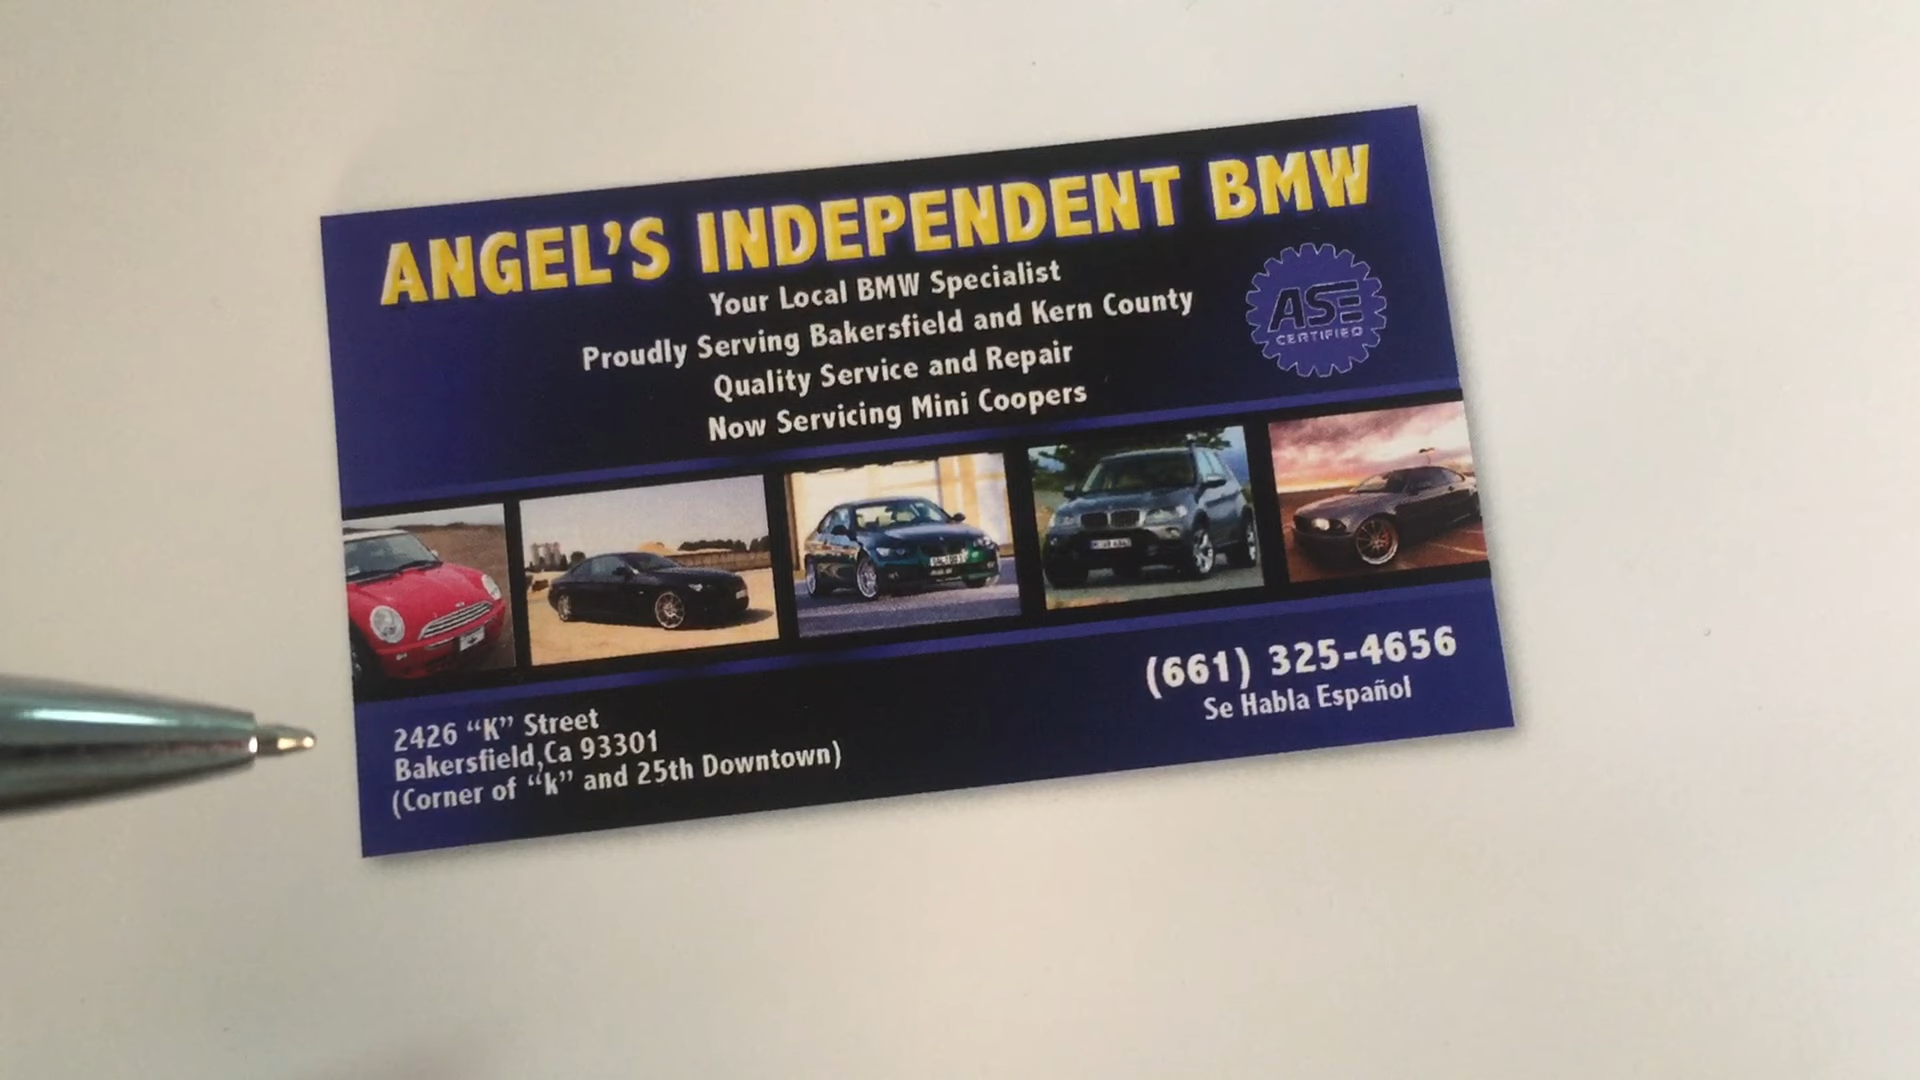 ANGEL'S INDEPENDENT BMW
Your Local BMW Specialist
Proudly Serving Bakersfield and Kern County
Quality Service and Repair
Now Servicing Mini Coopers
ASE
CERTIFIED
(661) 325-4656
Se Habla Español
2426 “K” Street
Bakersfield,Ca 93301
(Corner of “k” and 25th Downtown)